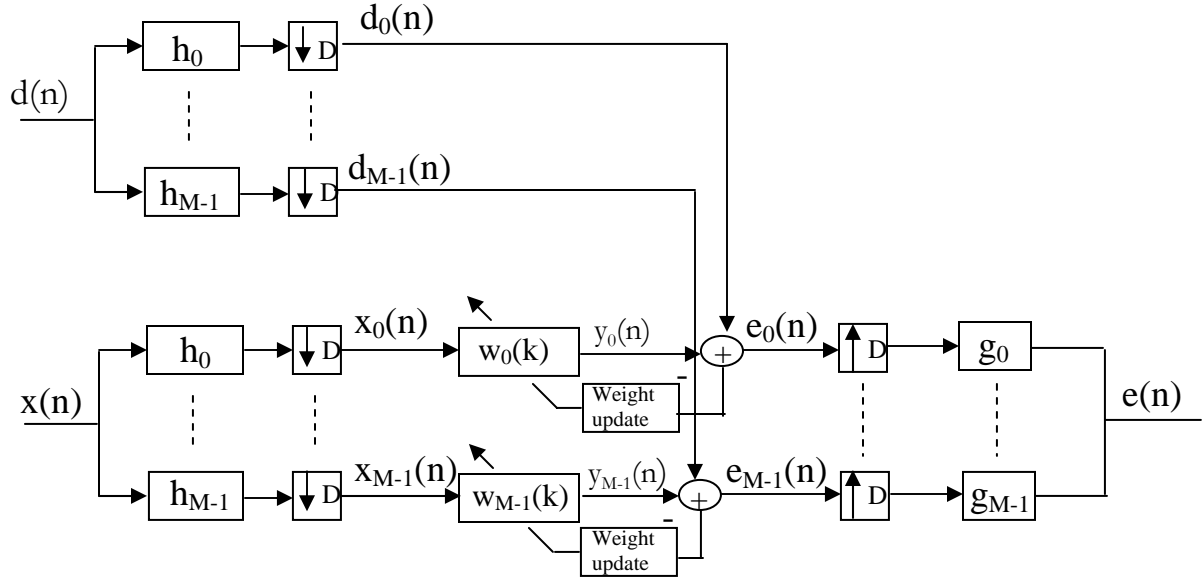 d(n)
h0
D
d0(n)
hM-1
D
dM-1(n)
x(n)
h0
D
x0(n)
w0(k)
y0(n)
+
-
Weight
update
e0(n)
D
g0
e(n)
hM-1
D
xM-1(n)
wM-1(k)
yM-1(n)
+
-
Weight
update
eM-1(n)
D
gM-1